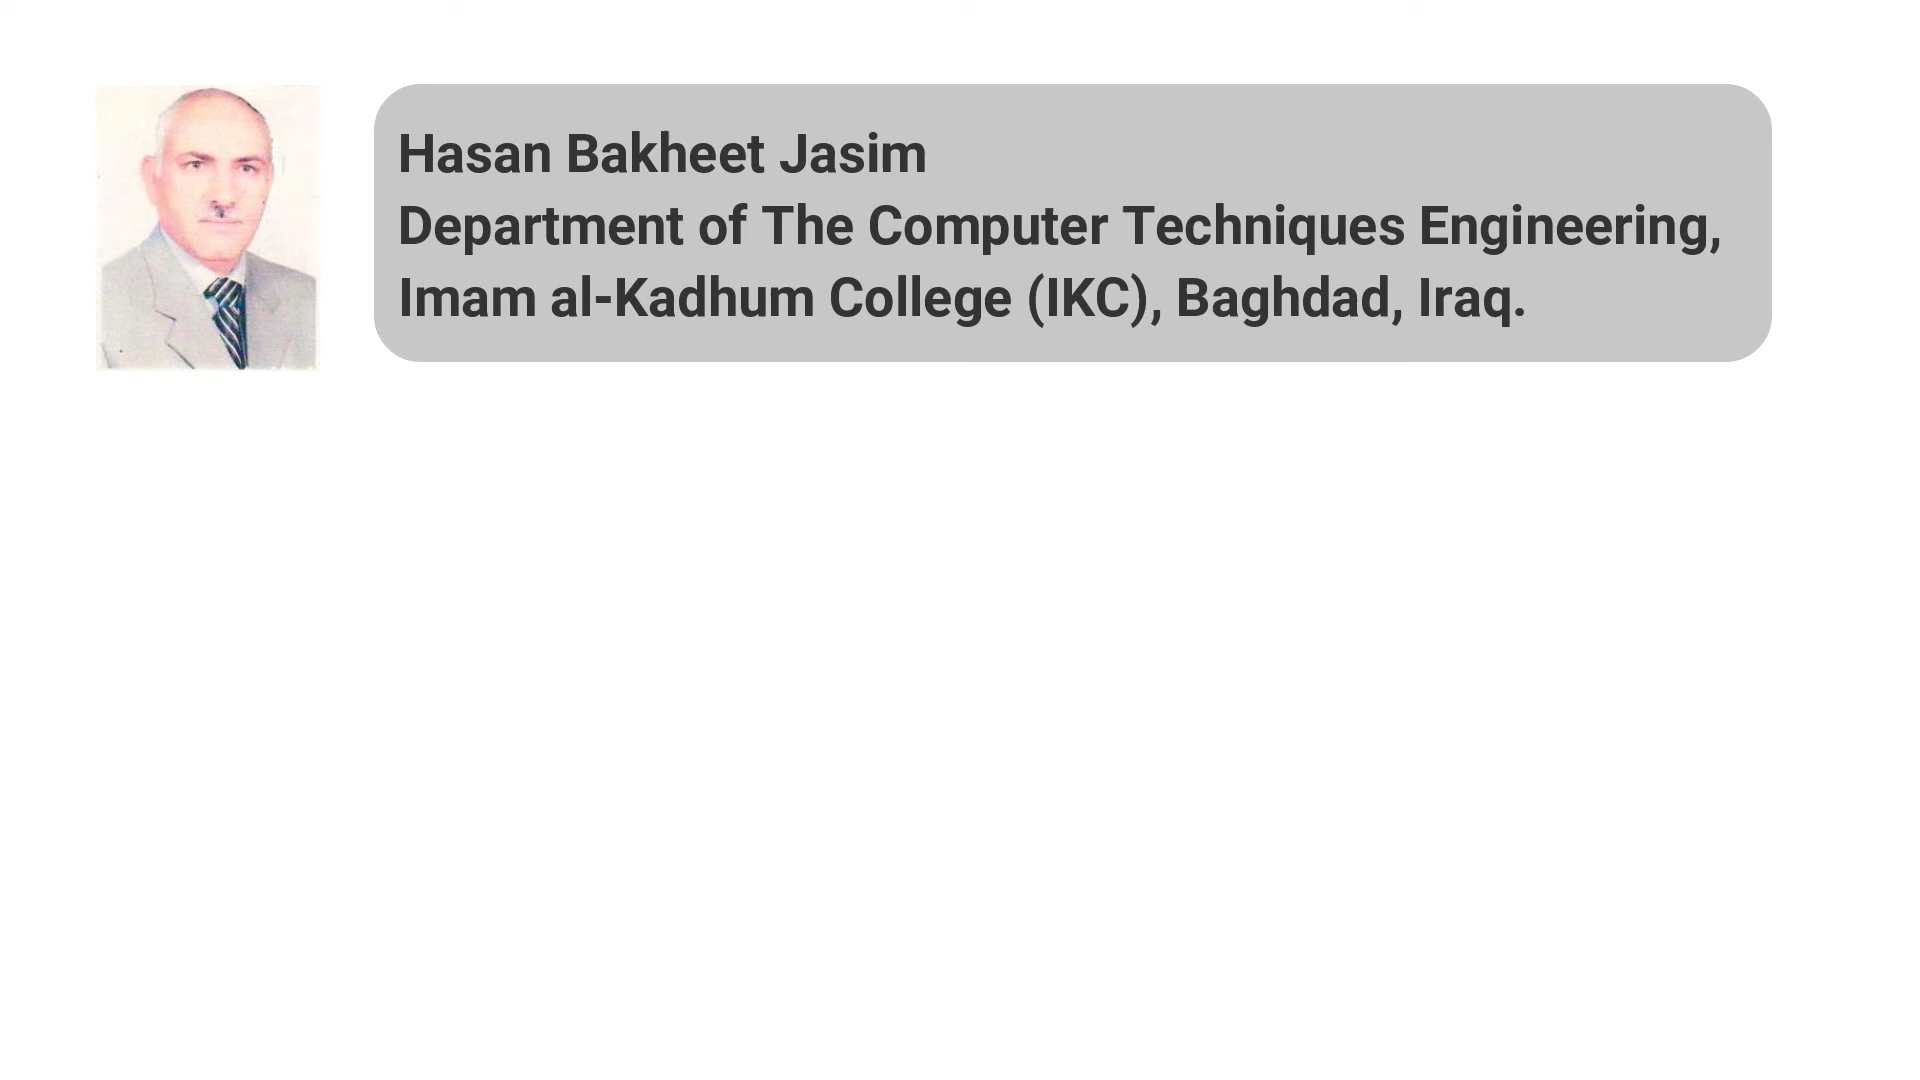 Hasan Bakheet Jasim
Department of The Computer Techniques Engineering,
Imam al-Kadhum College (IKC), Baghdad, Iraq.